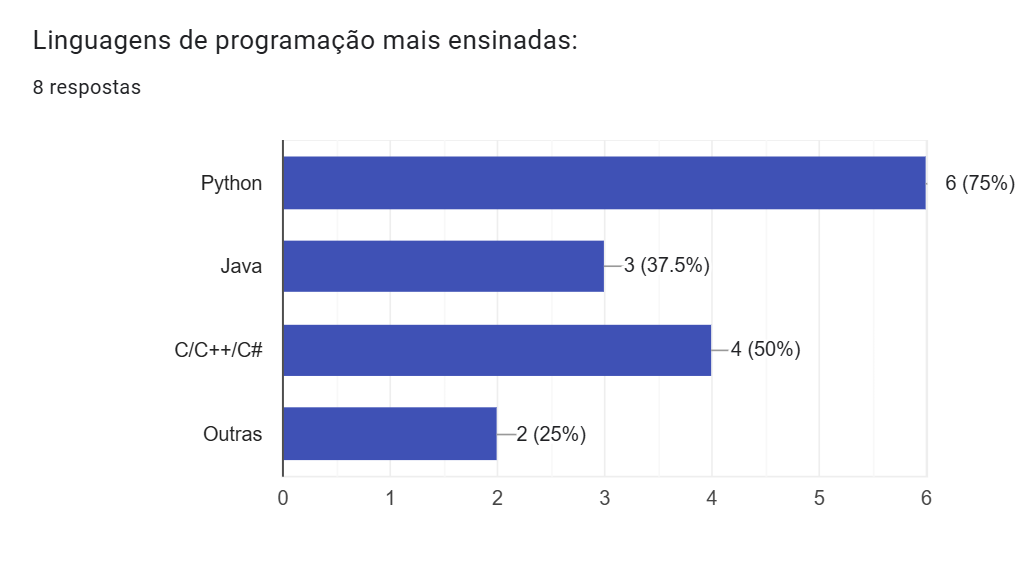 Linguagens de programação mais ensinadas:
8 respostas
Python
6 (75%)
Java
3 (37.5%)
C/C++/C#
4 (50%)
Outras
2 (25%)
0 1 2 3 4 5 6